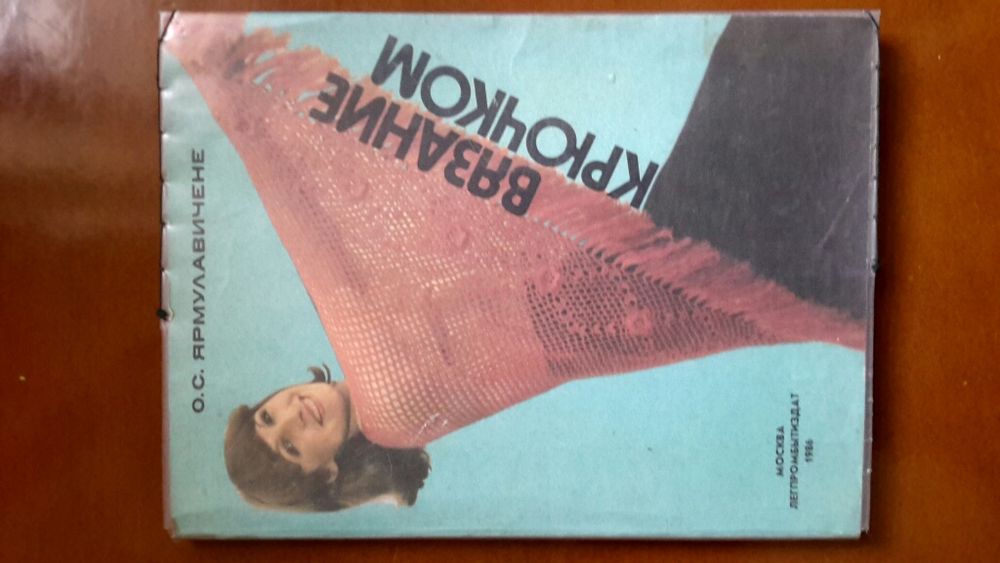 О.С. ЯРМУЛАВИЧЕНЕ
ВЯЗАНИЕ
КРЮЧКОМ
МОСКВА
ЛЕГПРОМБЫТИЗДАТ
1986